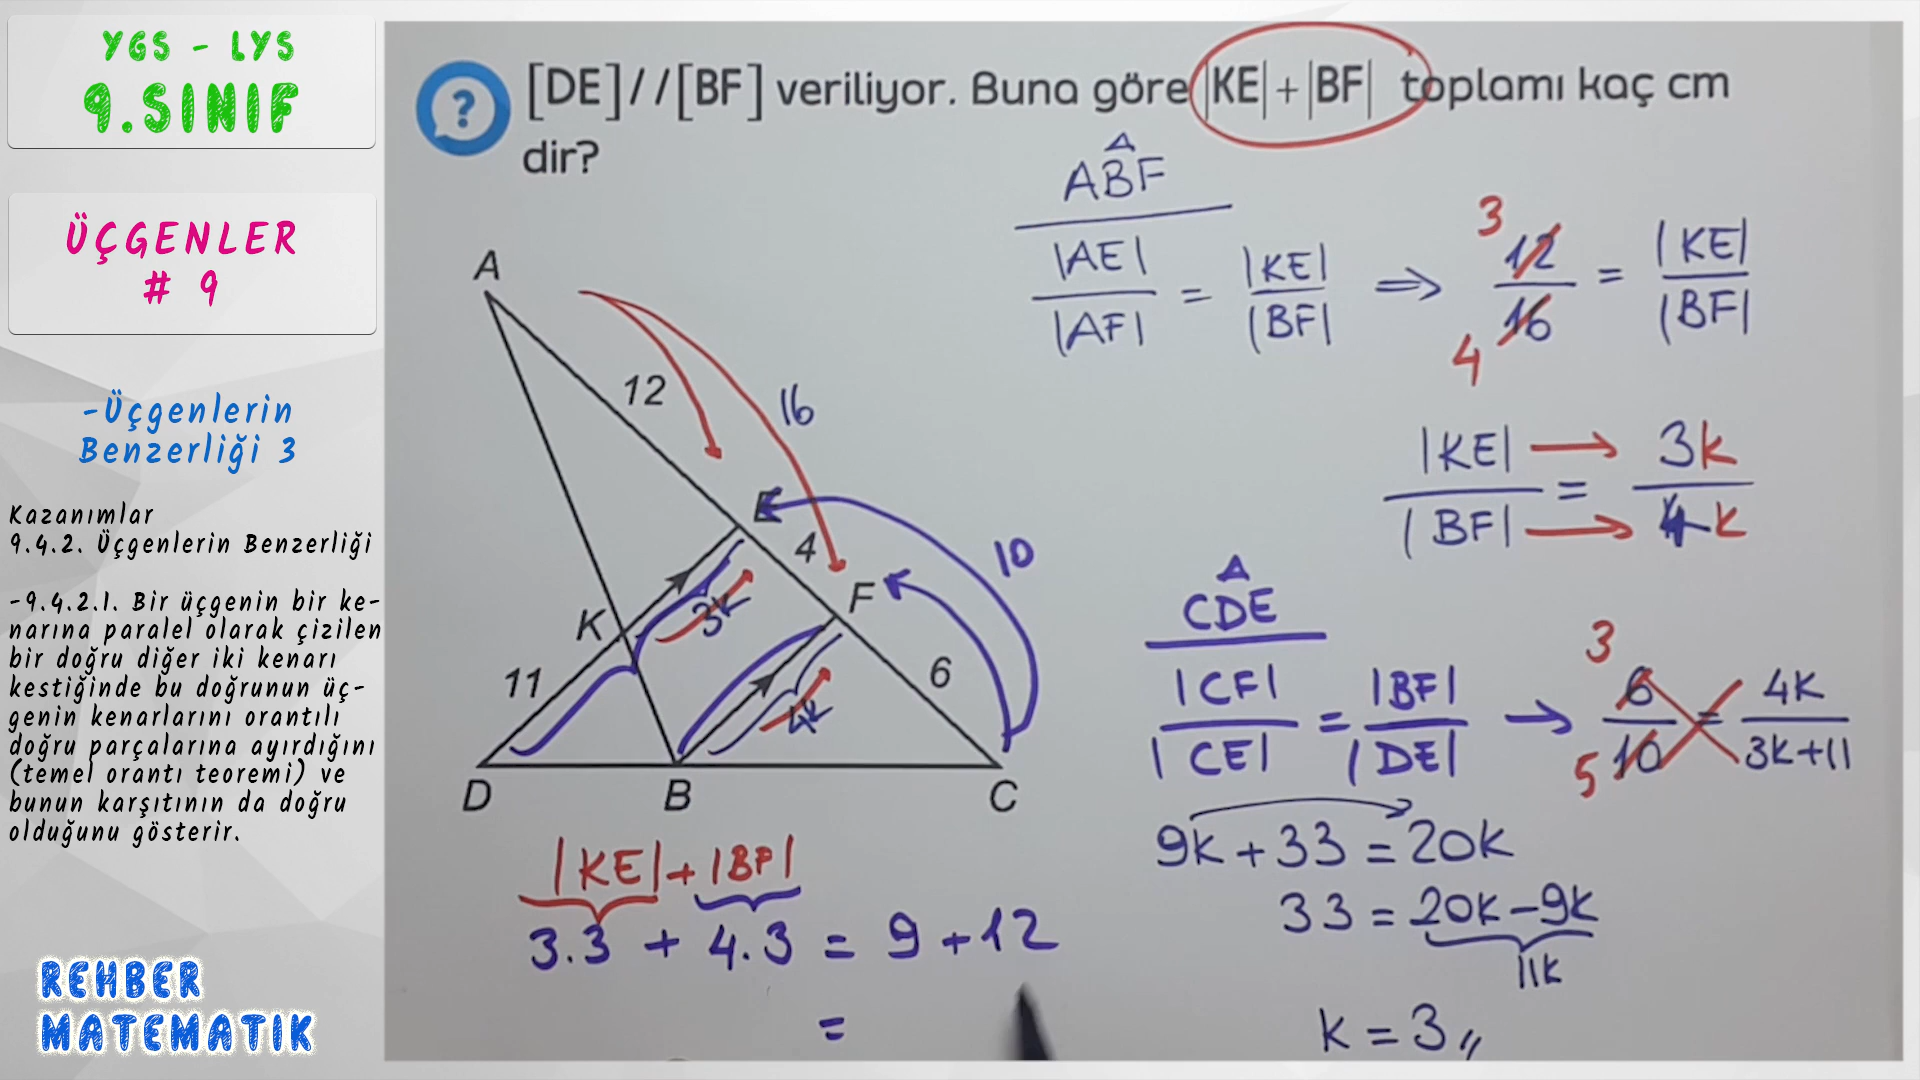 YGS - LYS
9.SINIF
ÜÇGENLER
# 9
-Üçgenlerin
Benzerliği 3
Kazanımlar
9.4.2. Üçgenlerin Benzerliği
-9.4.2.1. Bir üçgenin bir ke-
narına paralel olarak çizilen
bir doğru diğer iki kenarı
kestiğinde bu doğrunun üç-
genin kenarlarını orantılı
doğru parçalarına ayırdığını
(temel orantı teoremi) ve
bunun karşıtının da doğru
olduğunu gösterir.
REHBER
MATEMATIK
?
[DE]//[BF] veriliyor. Buna göre |KE|+|BF| toplamı kaç cm
dir?
A
12
16
E
4
10
F
K
3k
11
6
4k
D B C
ABF
|AE| / |AF| = |KE| / |BF| ⇒ 12 / 16 = |KE| / |BF|
3
4
|KE| → 3k
=
|BF| → 4k
CDE
|CF| / |CE| = |BF| / |DE| → 6 / 10 = 4k / 3k+11
3
5
9k + 33 = 20k
33 = 20k - 9k
11k
k = 3 ,,
|KE| + |BF|
3.3 + 4.3 = 9 + 12
=